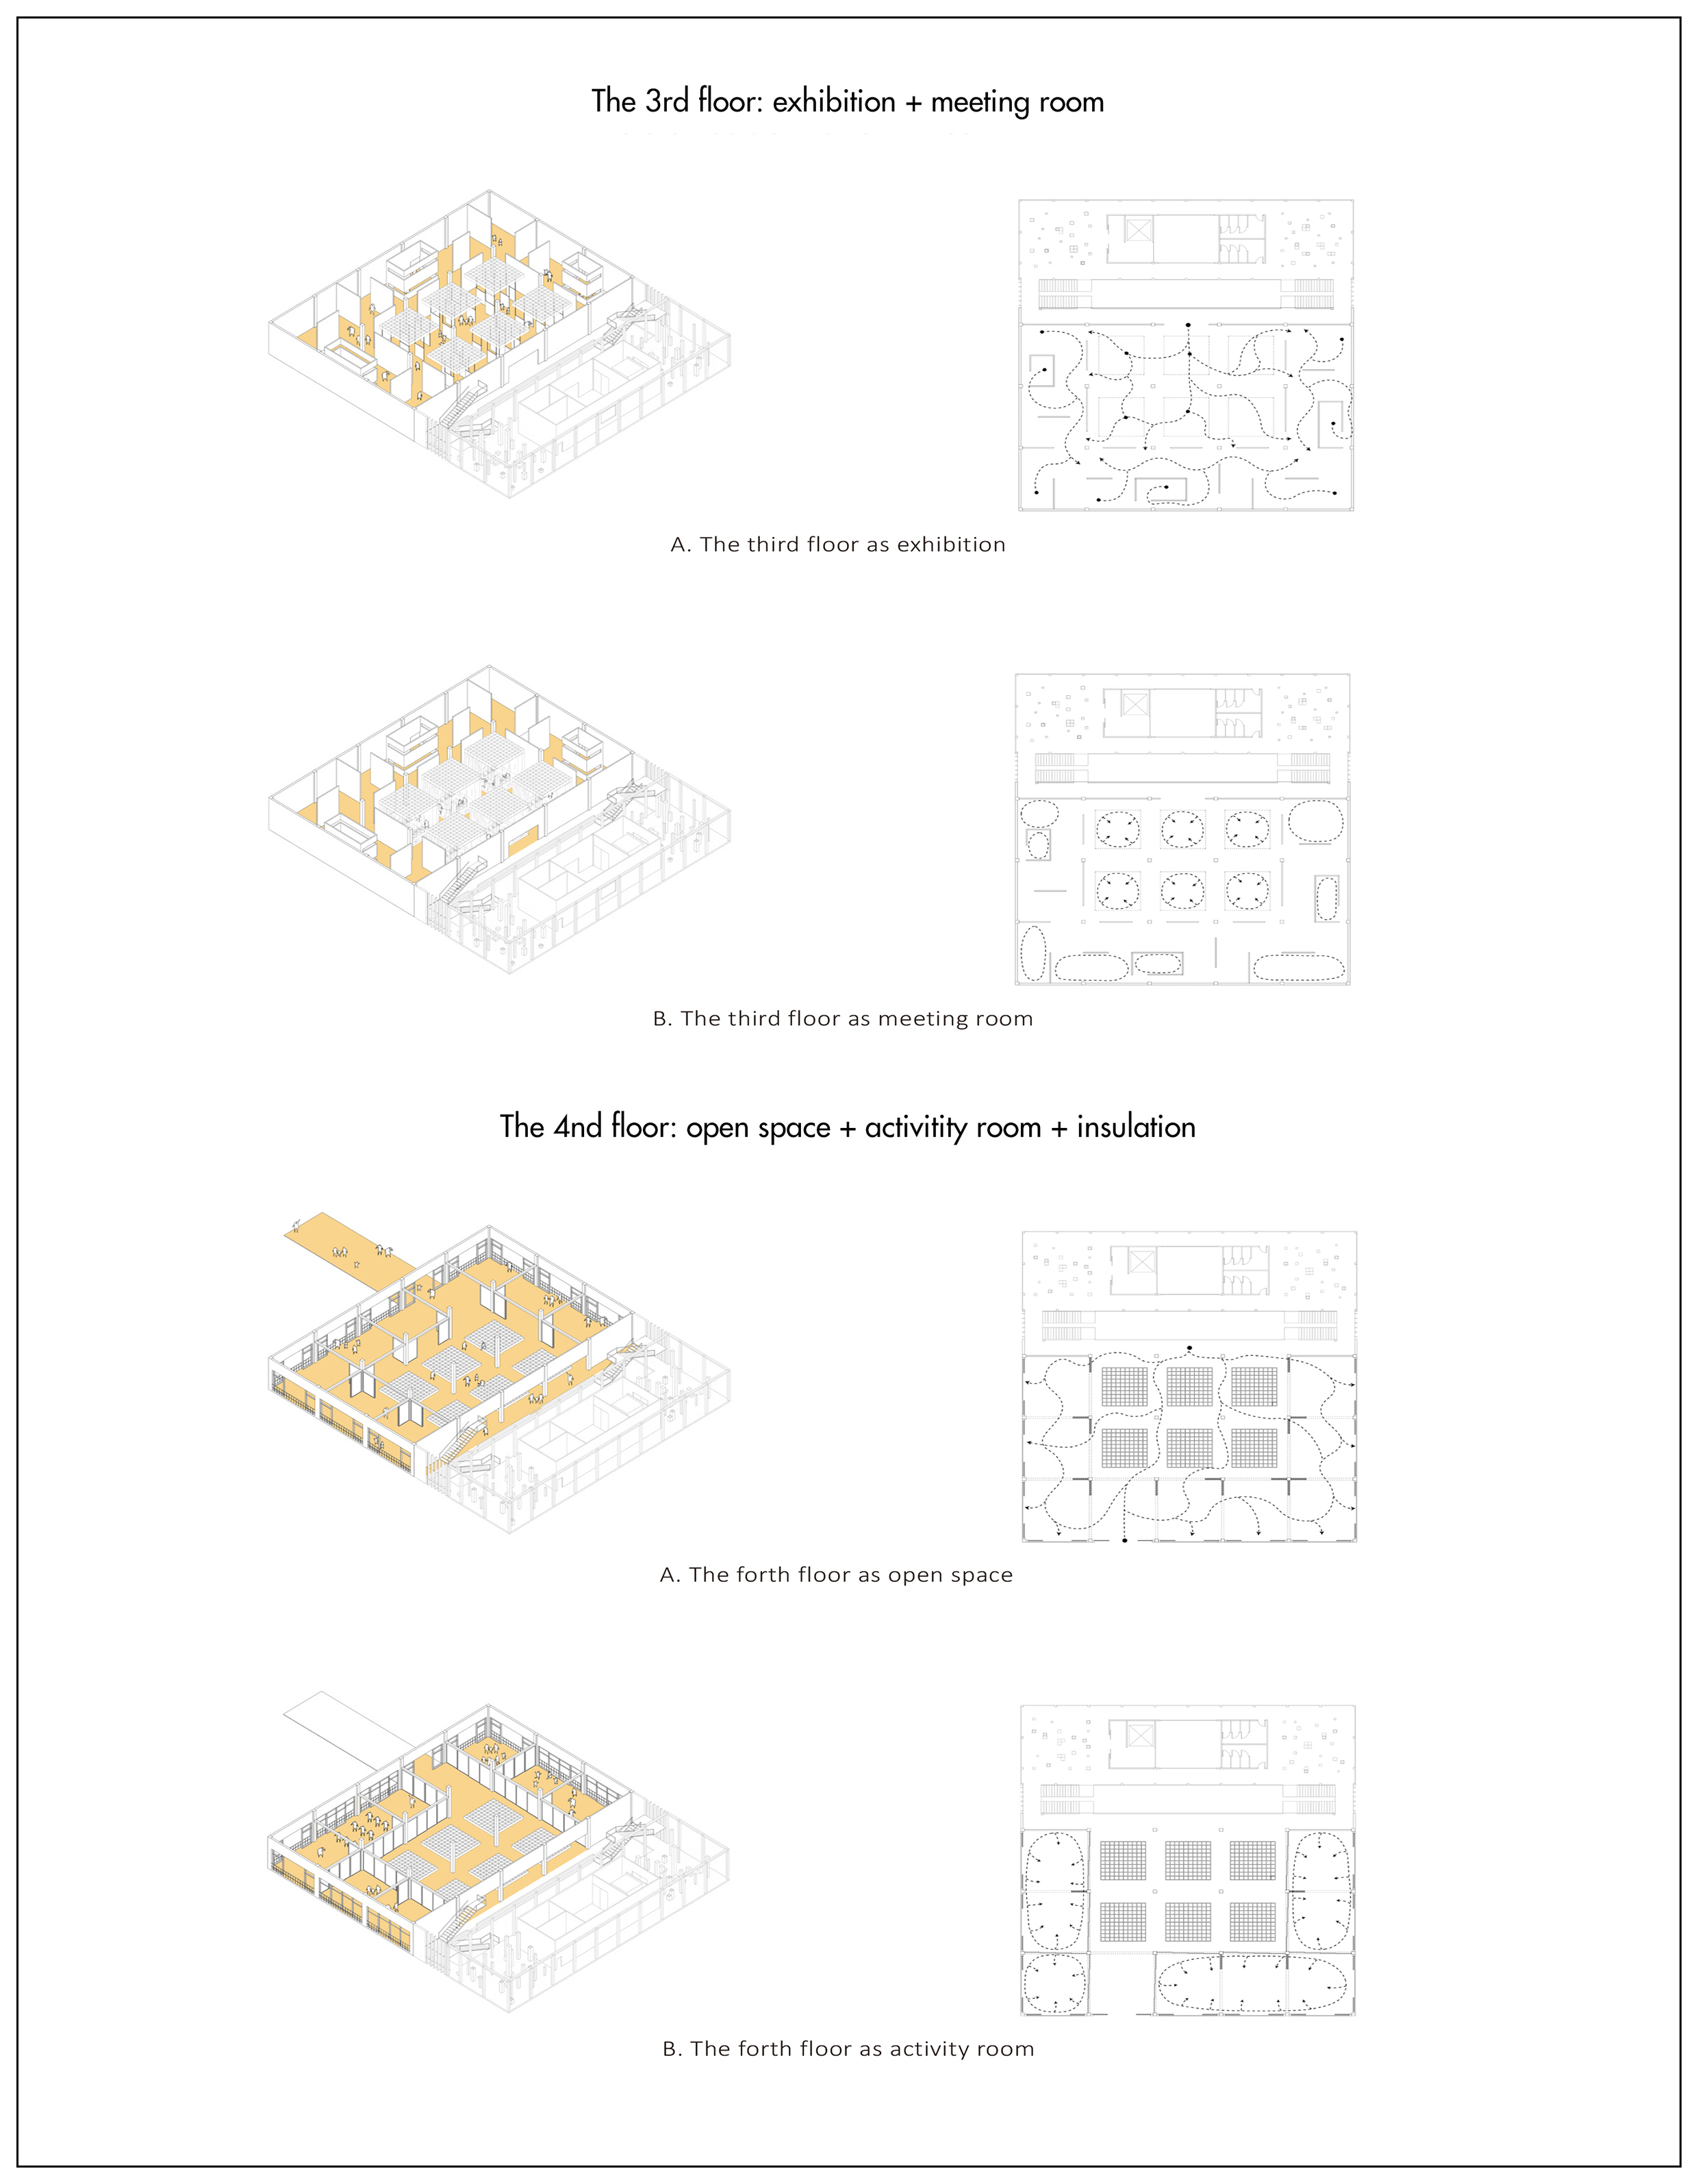 The 3rd floor: exhibition + meeting room
A. The third floor as exhibition
B. The third floor as meeting room
The 4nd floor: open space + activitity room + insulation
A. The forth floor as open space
B. The forth floor as activity room